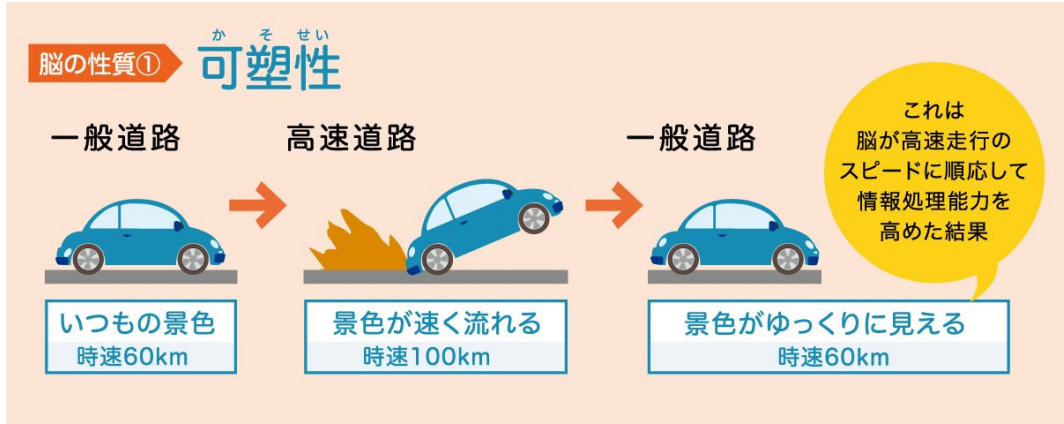 脳の性質①
かそせい
可塑性
一般道路
高速道路
一般道路
これは
脳が高速走行の
スピードに順応して
情報処理能力を
高めた結果
いつもの景色
時速60km
景色が速く流れる
時速100km
景色がゆっくりに見える
時速60km